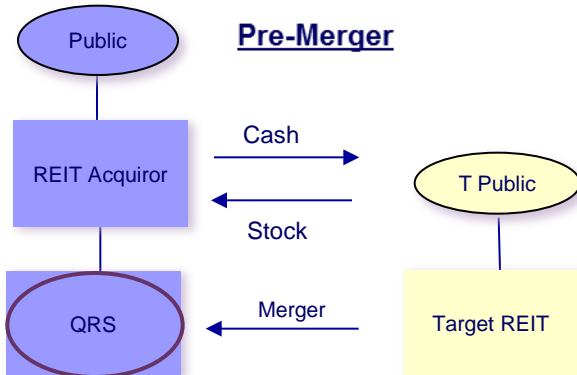 Public
Pre-Merger
Cash
REIT Acquiror
T Public
Stock
Merger
QRS
Target REIT